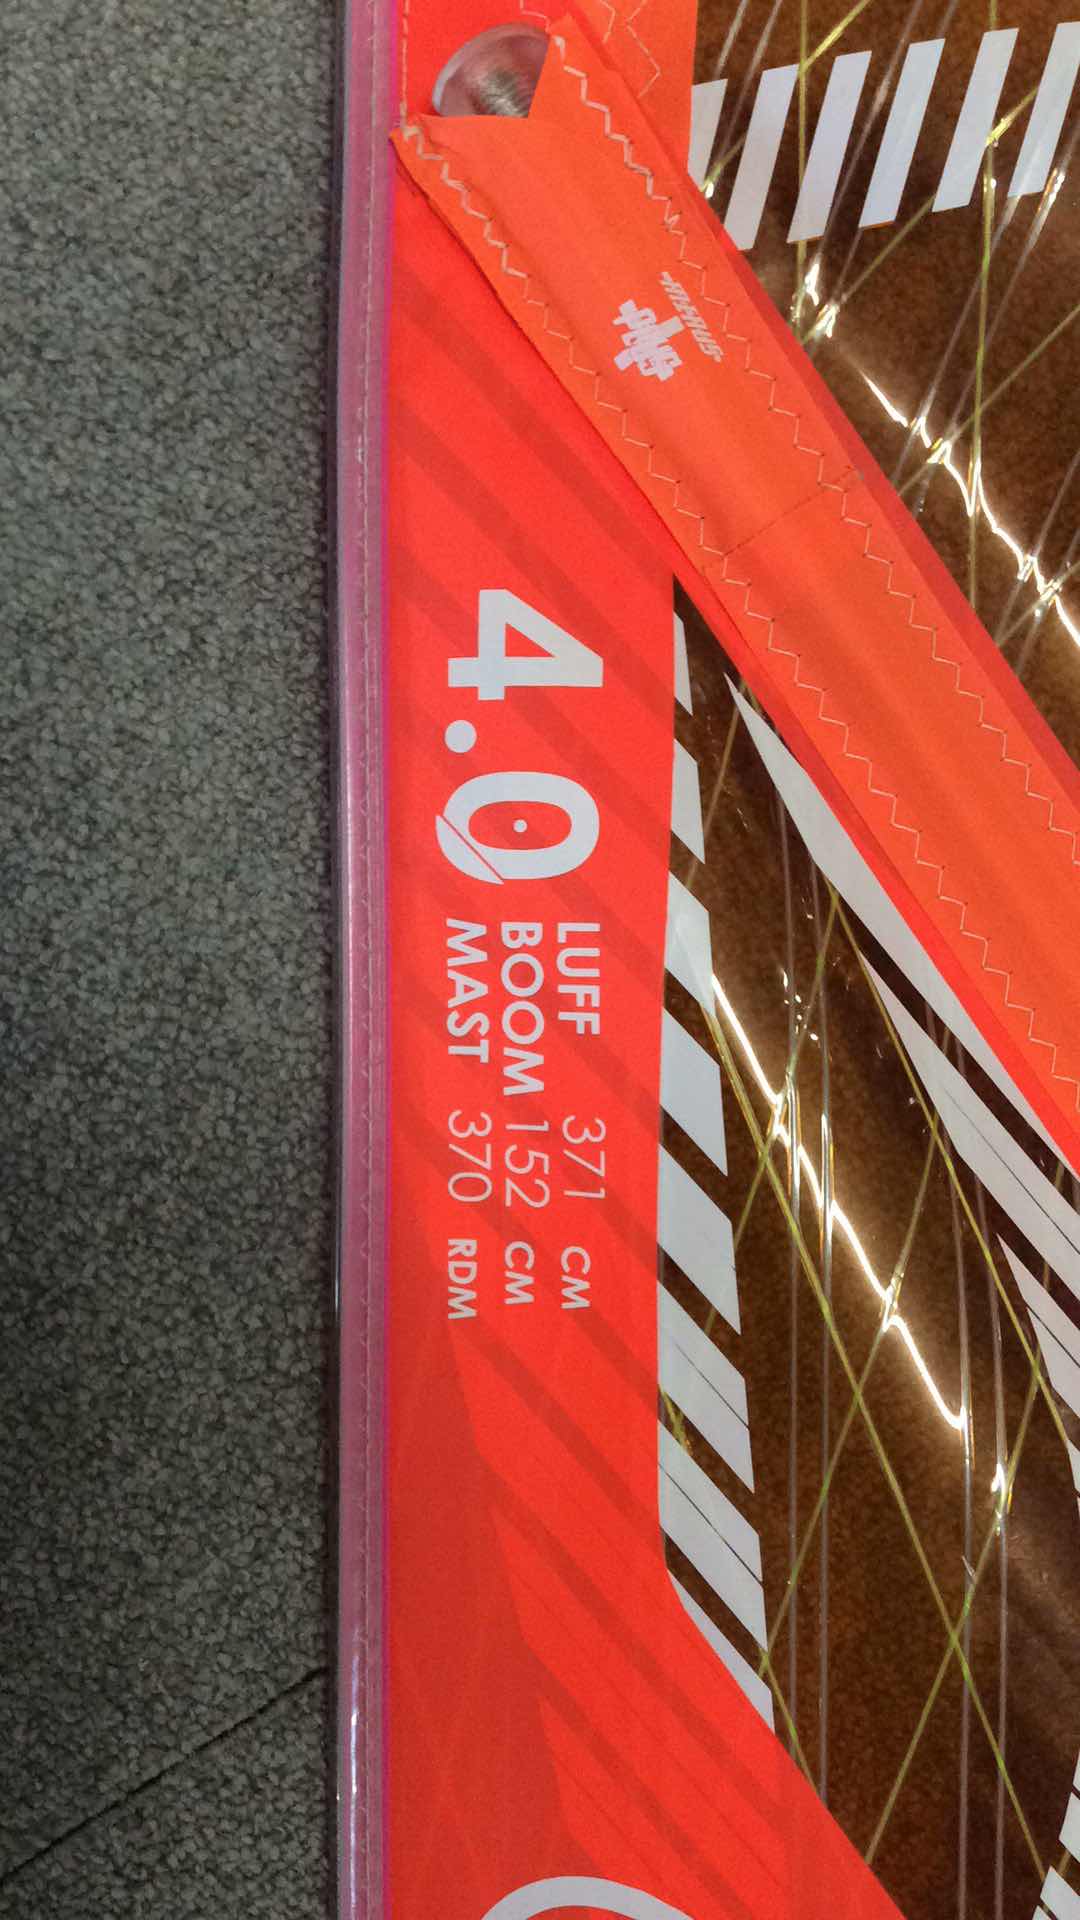 4.0
LUFF 371 CM
BOOM 152 CM
MAST 370 RDM